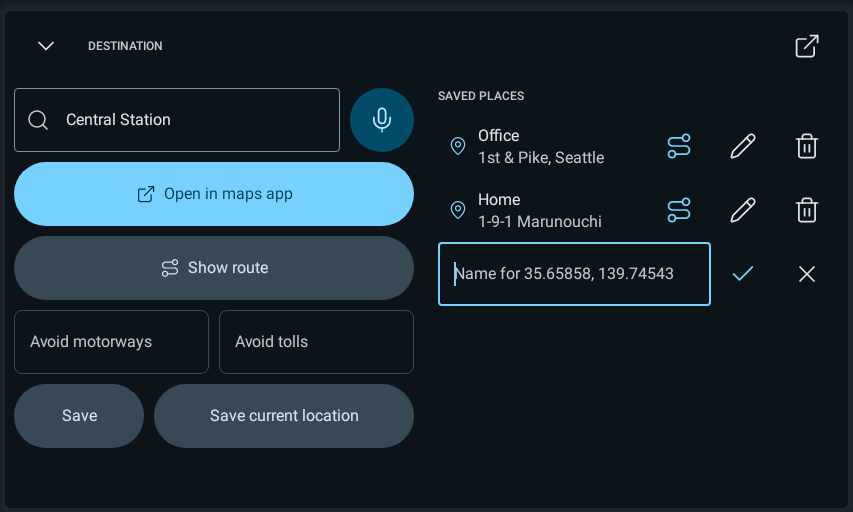 DESTINATION
Central Station
Open in maps app
Show route
Avoid motorways
Avoid tolls
Save
Save current location
SAVED PLACES
Office
1st & Pike, Seattle
Home
1-9-1 Marunouchi
Name for 35.65858, 139.74543